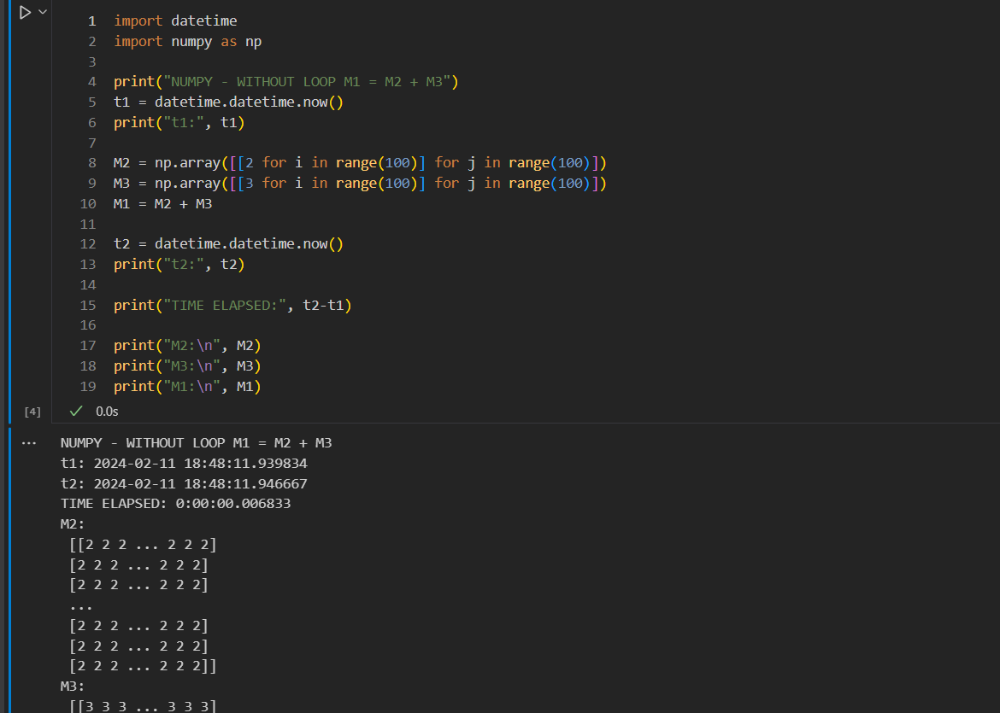 1 import datetime
2 import numpy as np
3
4 print("NUMPY - WITHOUT LOOP M1 = M2 + M3")
5 t1 = datetime.datetime.now()
6 print("t1:", t1)
7
8 M2 = np.array([[2 for i in range(100)] for j in range(100)])
9 M3 = np.array([[3 for i in range(100)] for j in range(100)])
10 M1 = M2 + M3
11
12 t2 = datetime.datetime.now()
13 print("t2:", t2)
14
15 print("TIME ELAPSED:", t2-t1)
16
17 print("M2:\n", M2)
18 print("M3:\n", M3)
19 print("M1:\n", M1)
[4] ✓ 0.0s
... NUMPY - WITHOUT LOOP M1 = M2 + M3
t1: 2024-02-11 18:48:11.939834
t2: 2024-02-11 18:48:11.946667
TIME ELAPSED: 0:00:00.006833
M2:
[[2 2 2 ... 2 2 2]
[2 2 2 ... 2 2 2]
[2 2 2 ... 2 2 2]
...
[2 2 2 ... 2 2 2]
[2 2 2 ... 2 2 2]
[2 2 2 ... 2 2 2]]
M3:
[[3 3 3 ... 3 3 3]